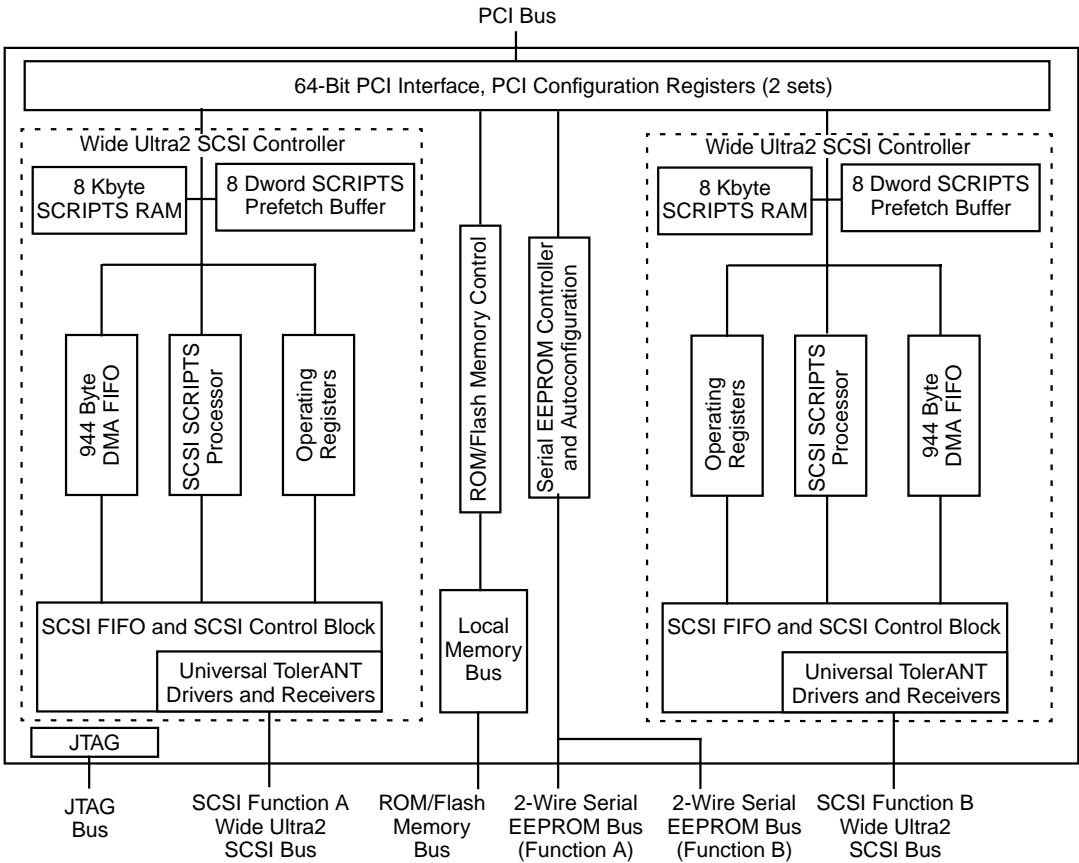 PCI Bus
64-Bit PCI Interface, PCI Configuration Registers (2 sets)
Wide Ultra2 SCSI Controller
8 Kbyte
SCRIPTS RAM
8 Dword SCRIPTS
Prefetch Buffer
944 Byte
DMA FIFO
SCSI SCRIPTS
Processor
Operating
Registers
SCSI FIFO and SCSI Control Block
Universal TolerANT
Drivers and Receivers
JTAG
ROM/Flash Memory Control
Local
Memory
Bus
Serial EEPROM Controller
and Autoconfiguration
Wide Ultra2 SCSI Controller
8 Kbyte
SCRIPTS RAM
8 Dword SCRIPTS
Prefetch Buffer
Operating
Registers
SCSI SCRIPTS
Processor
944 Byte
DMA FIFO
SCSI FIFO and SCSI Control Block
Universal TolerANT
Drivers and Receivers
JTAG
Bus
SCSI Function A
Wide Ultra2
SCSI Bus
ROM/Flash
Memory
Bus
2-Wire Serial
EEPROM Bus
(Function A)
2-Wire Serial
EEPROM Bus
(Function B)
SCSI Function B
Wide Ultra2
SCSI Bus